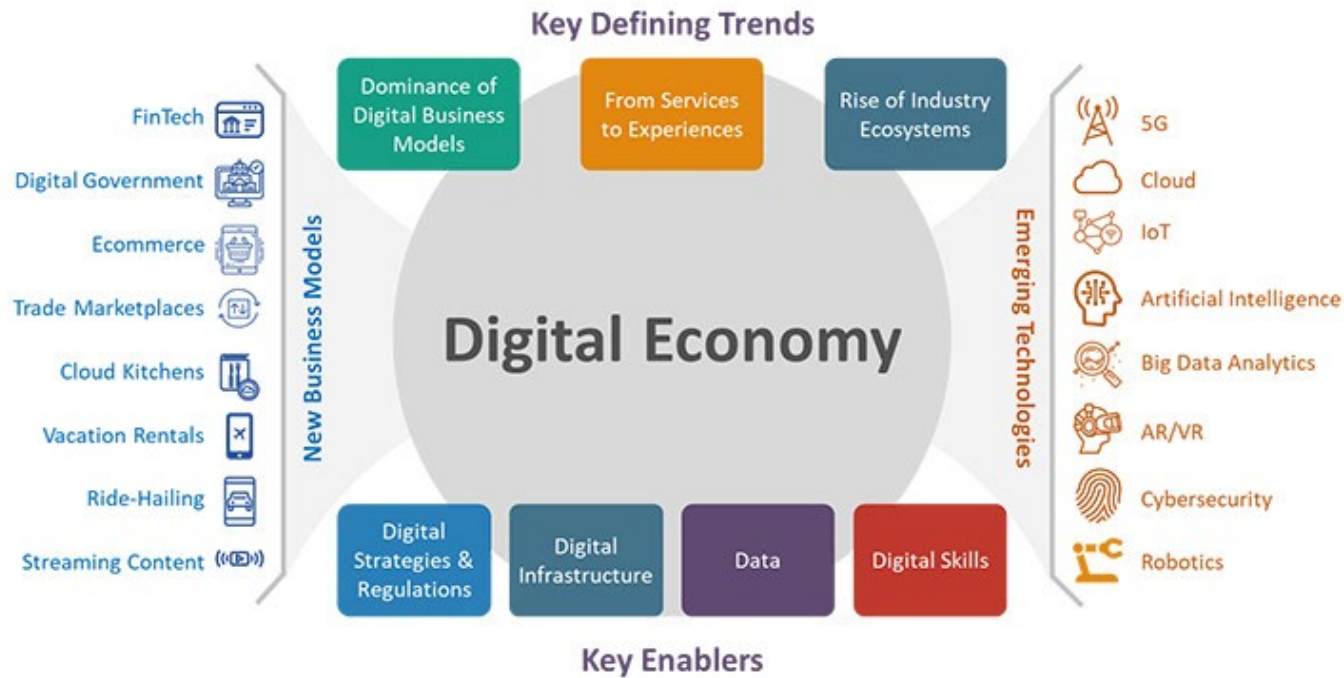 Key Defining Trends
Dominance of
Digital Business
Models
From Services
to Experiences
Rise of Industry
Ecosystems
FinTech
Digital Government
Ecommerce
Trade Marketplaces
Cloud Kitchens
Vacation Rentals
Ride-Hailing
Streaming Content
New Business Models
Digital Economy
Emerging Technologies
5G
Cloud
IoT
Artificial Intelligence
Big Data Analytics
AR/VR
Cybersecurity
Robotics
Digital
Strategies &
Regulations
Digital
Infrastructure
Data
Digital Skills
Key Enablers